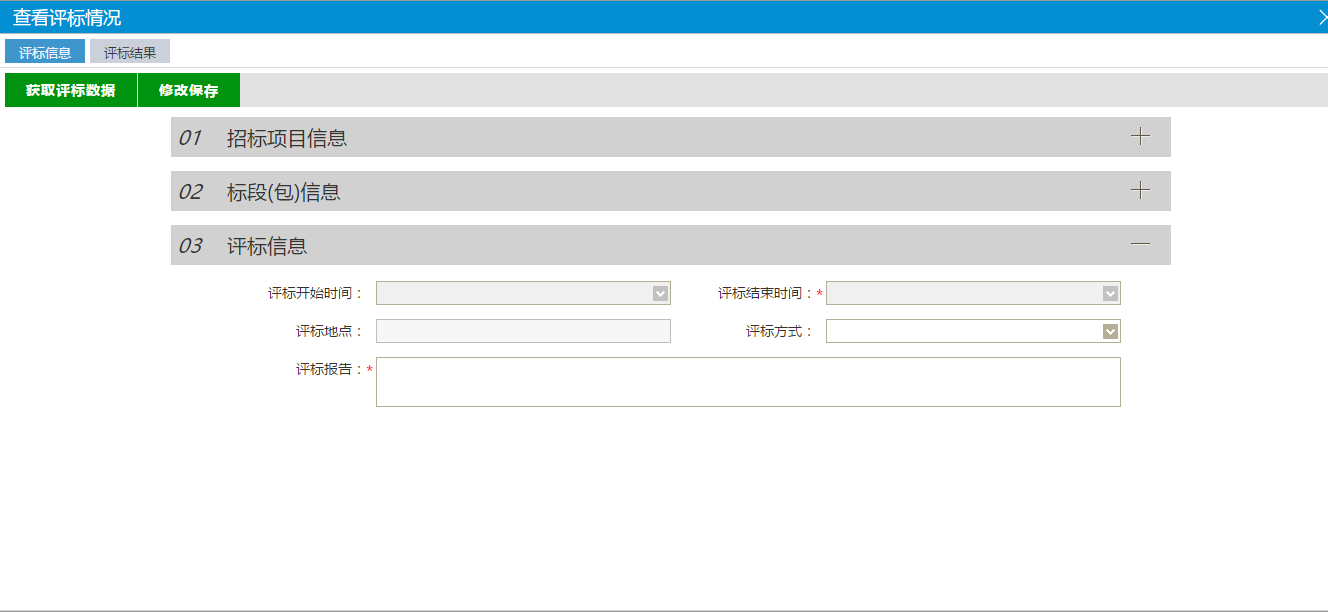 查看评标情况
评标信息 评标结果
获取评标数据 修改保存
01 招标项目信息
02 标段(包)信息
03 评标信息
评标开始时间： 评标结束时间：*
评标地点： 评标方式：
评标报告：*